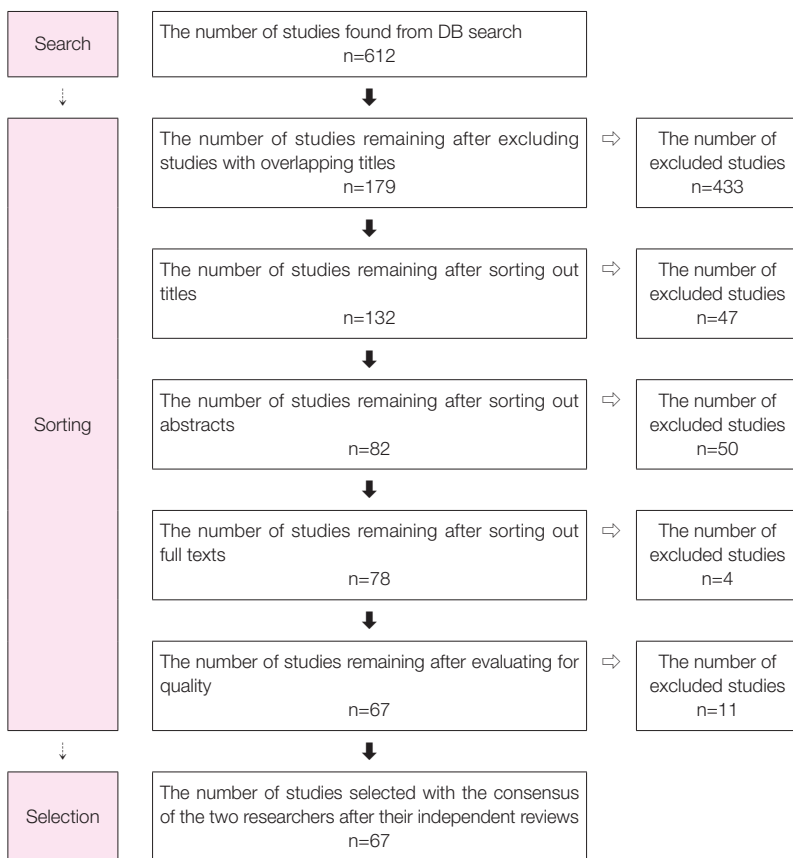 Search
The number of studies found from DB search
n=612
The number of studies remaining after excluding
studies with overlapping titles
n=179
The number of
excluded studies
n=433
The number of studies remaining after sorting out
titles
n=132
The number of
excluded studies
n=47
Sorting
The number of studies remaining after sorting out
abstracts
n=82
The number of
excluded studies
n=50
The number of studies remaining after sorting out
full texts
n=78
The number of
excluded studies
n=4
The number of studies remaining after evaluating for
quality
n=67
The number of
excluded studies
n=11
Selection
The number of studies selected with the consensus
of the two researchers after their independent reviews
n=67